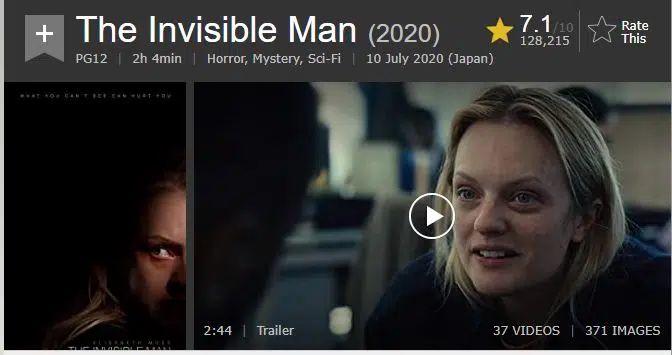 + The Invisible Man (2020)
7.1/10
128,215
Rate
This
PG12 | 2h 4min | Horror, Mystery, Sci-Fi | 10 July 2020 (Japan)
WHAT YOU CAN'T SEE CAN HURT YOU
ELISABETH MOSS
THE INVISIBLE MAN
2:44 | Trailer
37 VIDEOS | 371 IMAGES